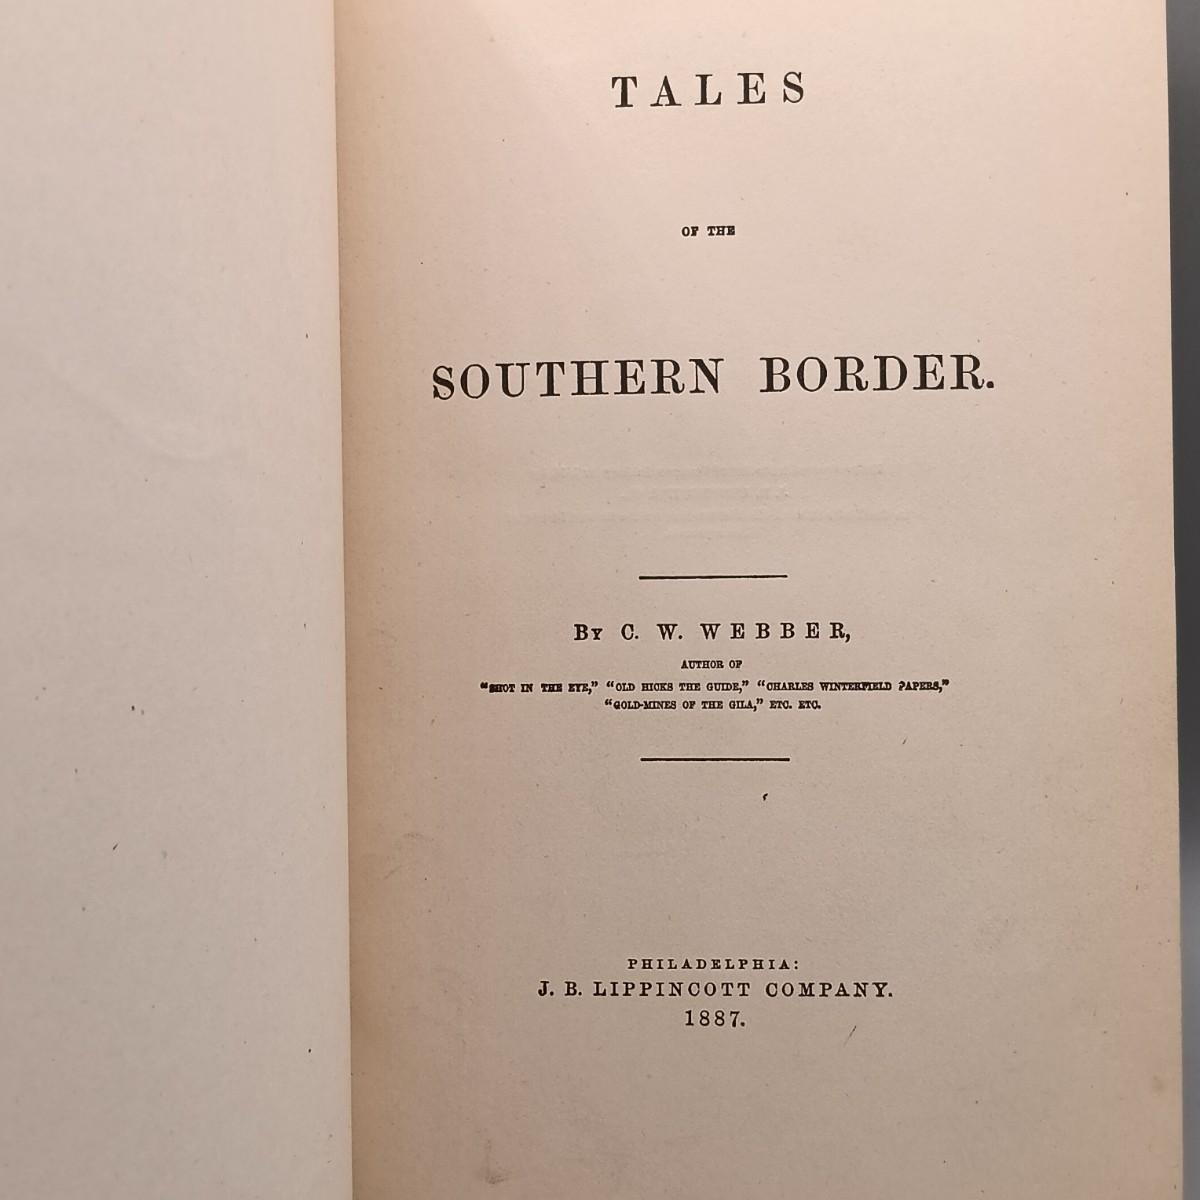 TALES
OF THE
SOUTHERN BORDER.
BY C. W. WEBBER,
AUTHOR OF
"SHOT IN THE EYE," "OLD HICKS THE GUIDE," "CHARLES WINTERFIELD PAPERS,"
"GOLD-MINES OF THE GILA," ETC. ETC.
PHILADELPHIA:
J. B. LIPPINCOTT COMPANY.
1887.